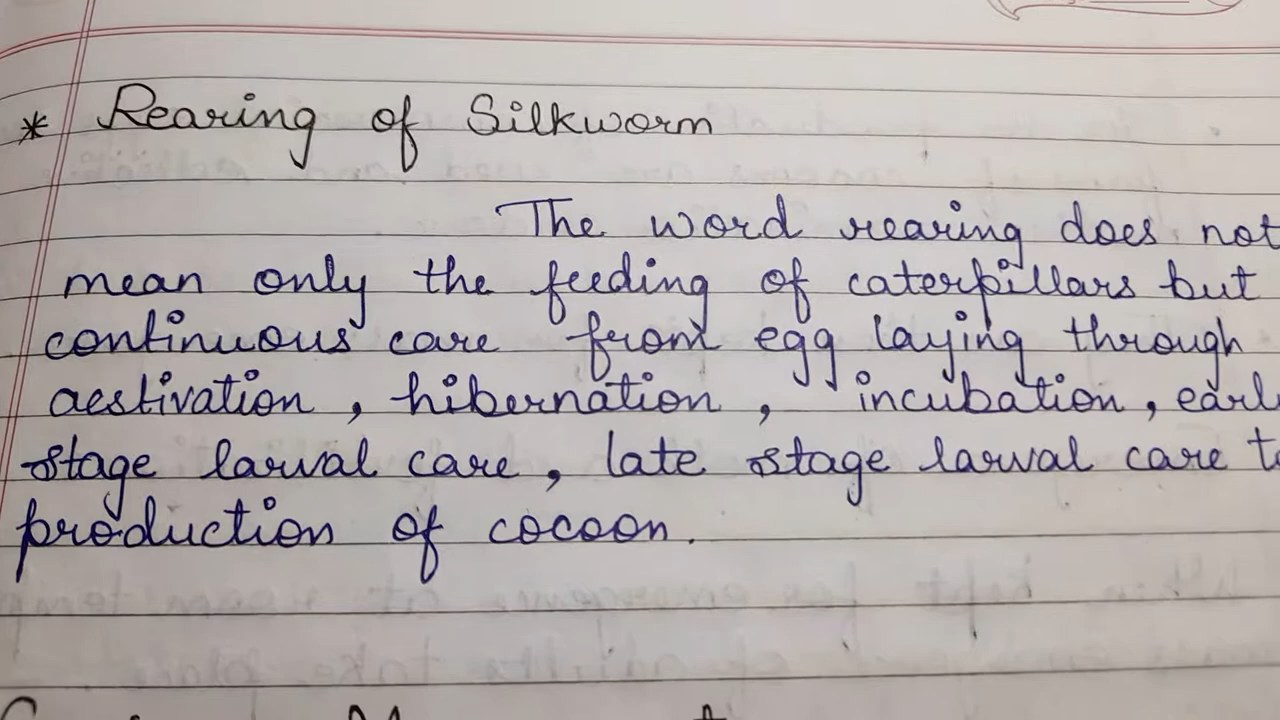 * Rearing of Silkworm
The word rearing does not
mean only the feeding of caterpillars but
continuous care from egg laying through
aestivation , hibernation , incubation, earl
stage larval care , late stage larval care t
production of cocoon.